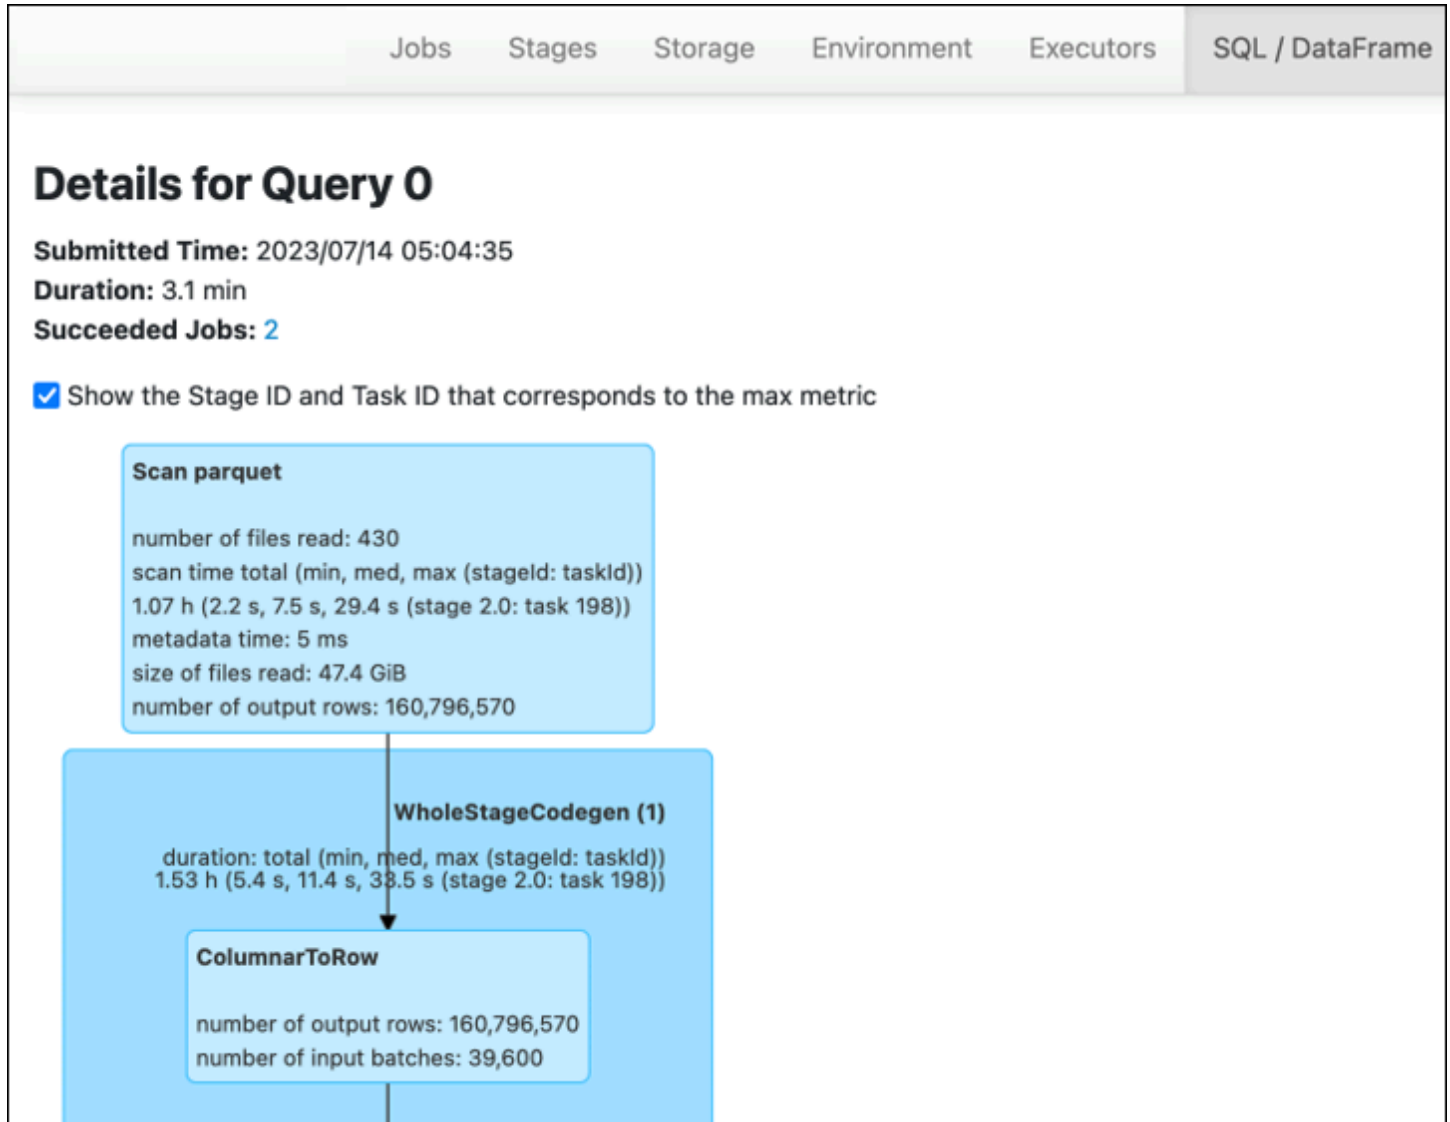 Jobs Stages Storage Environment Executors SQL / DataFrame
Details for Query 0
Submitted Time: 2023/07/14 05:04:35
Duration: 3.1 min
Succeeded Jobs: 2
Show the Stage ID and Task ID that corresponds to the max metric
Scan parquet
number of files read: 430
scan time total (min, med, max (stageId: taskId))
1.07 h (2.2 s, 7.5 s, 29.4 s (stage 2.0: task 198))
metadata time: 5 ms
size of files read: 47.4 GiB
number of output rows: 160,796,570
WholeStageCodegen (1)
duration: total (min, med, max (stageId: taskId))
1.53 h (5.4 s, 11.4 s, 33.5 s (stage 2.0: task 198))
ColumnarToRow
number of output rows: 160,796,570
number of input batches: 39,600